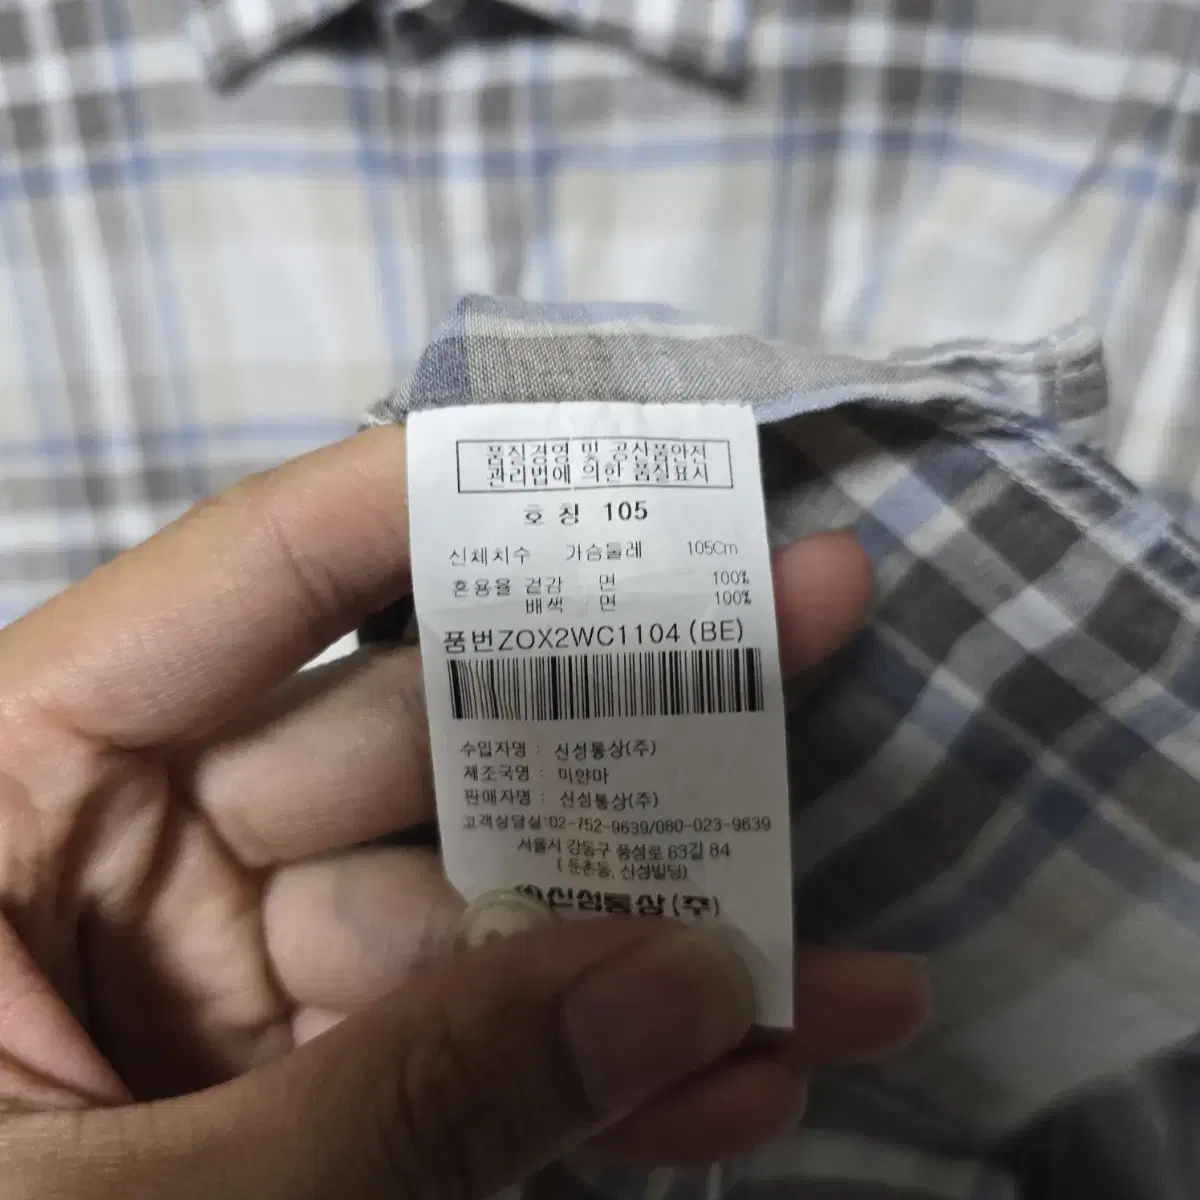 품질경영 및 공산품안전
관리법에 의한 품질표시
호 칭 105
신체치수 가슴둘레 105Cm
혼용율 겉감 면 100%
배색 면 100%
품번ZOX2WC1104(BE)
수입자명 : 신성통상(주)
제조국명 : 미얀마
판매자명 : 신성통상(주)
고객상담실:02-752-9639/080-023-9639
서울시 강동구 풍성로 63길 84
(둔촌동, 신성빌딩)
신성통상(주)